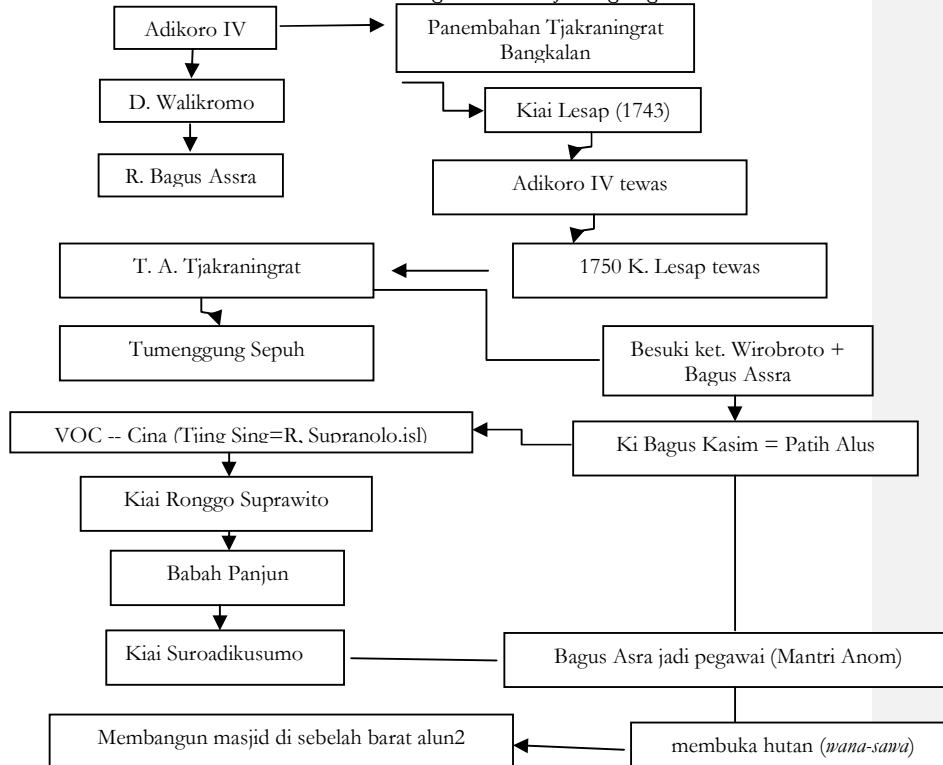 Adikoro IV
Panembahan Tjakraningrat
Bangkalan
D. Walikromo
Kiai Lesap (1743)
R. Bagus Assra
Adikoro IV tewas
T. A. Tjakraningrat
1750 K. Lesap tewas
Tumenggung Sepuh
Besuki ket. Wirobroto +
Bagus Assra
VOC -- Cina (Tjing Sing=R, Supranolo.isl)
Ki Bagus Kasim = Patih Alus
Kiai Ronggo Suprawito
Babah Panjun
Kiai Suroadikusumo
Bagus Asra jadi pegawai (Mantri Anom)
Membangun masjid di sebelah barat alun2
membuka hutan (wana-sawa)